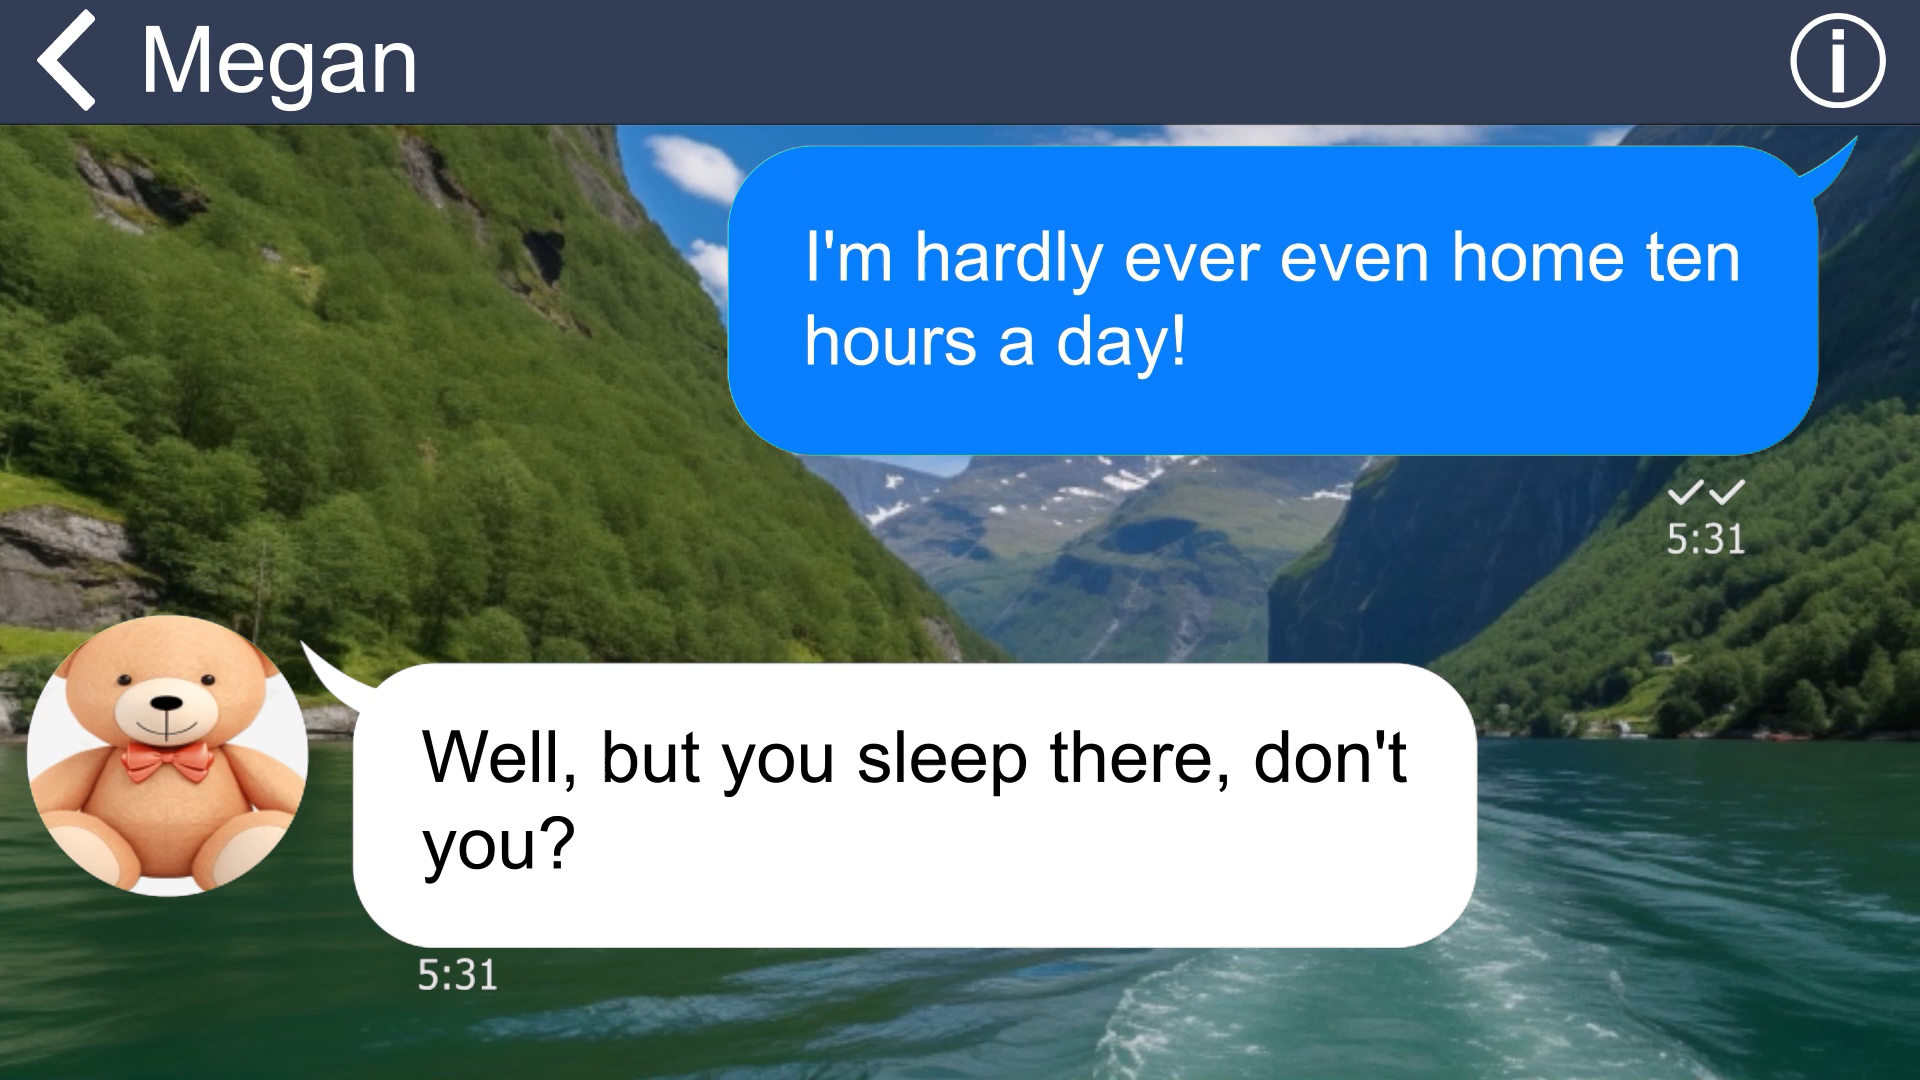 Megan
I'm hardly ever even home ten
hours a day!
5:31
Well, but you sleep there, don't
you?
5:31